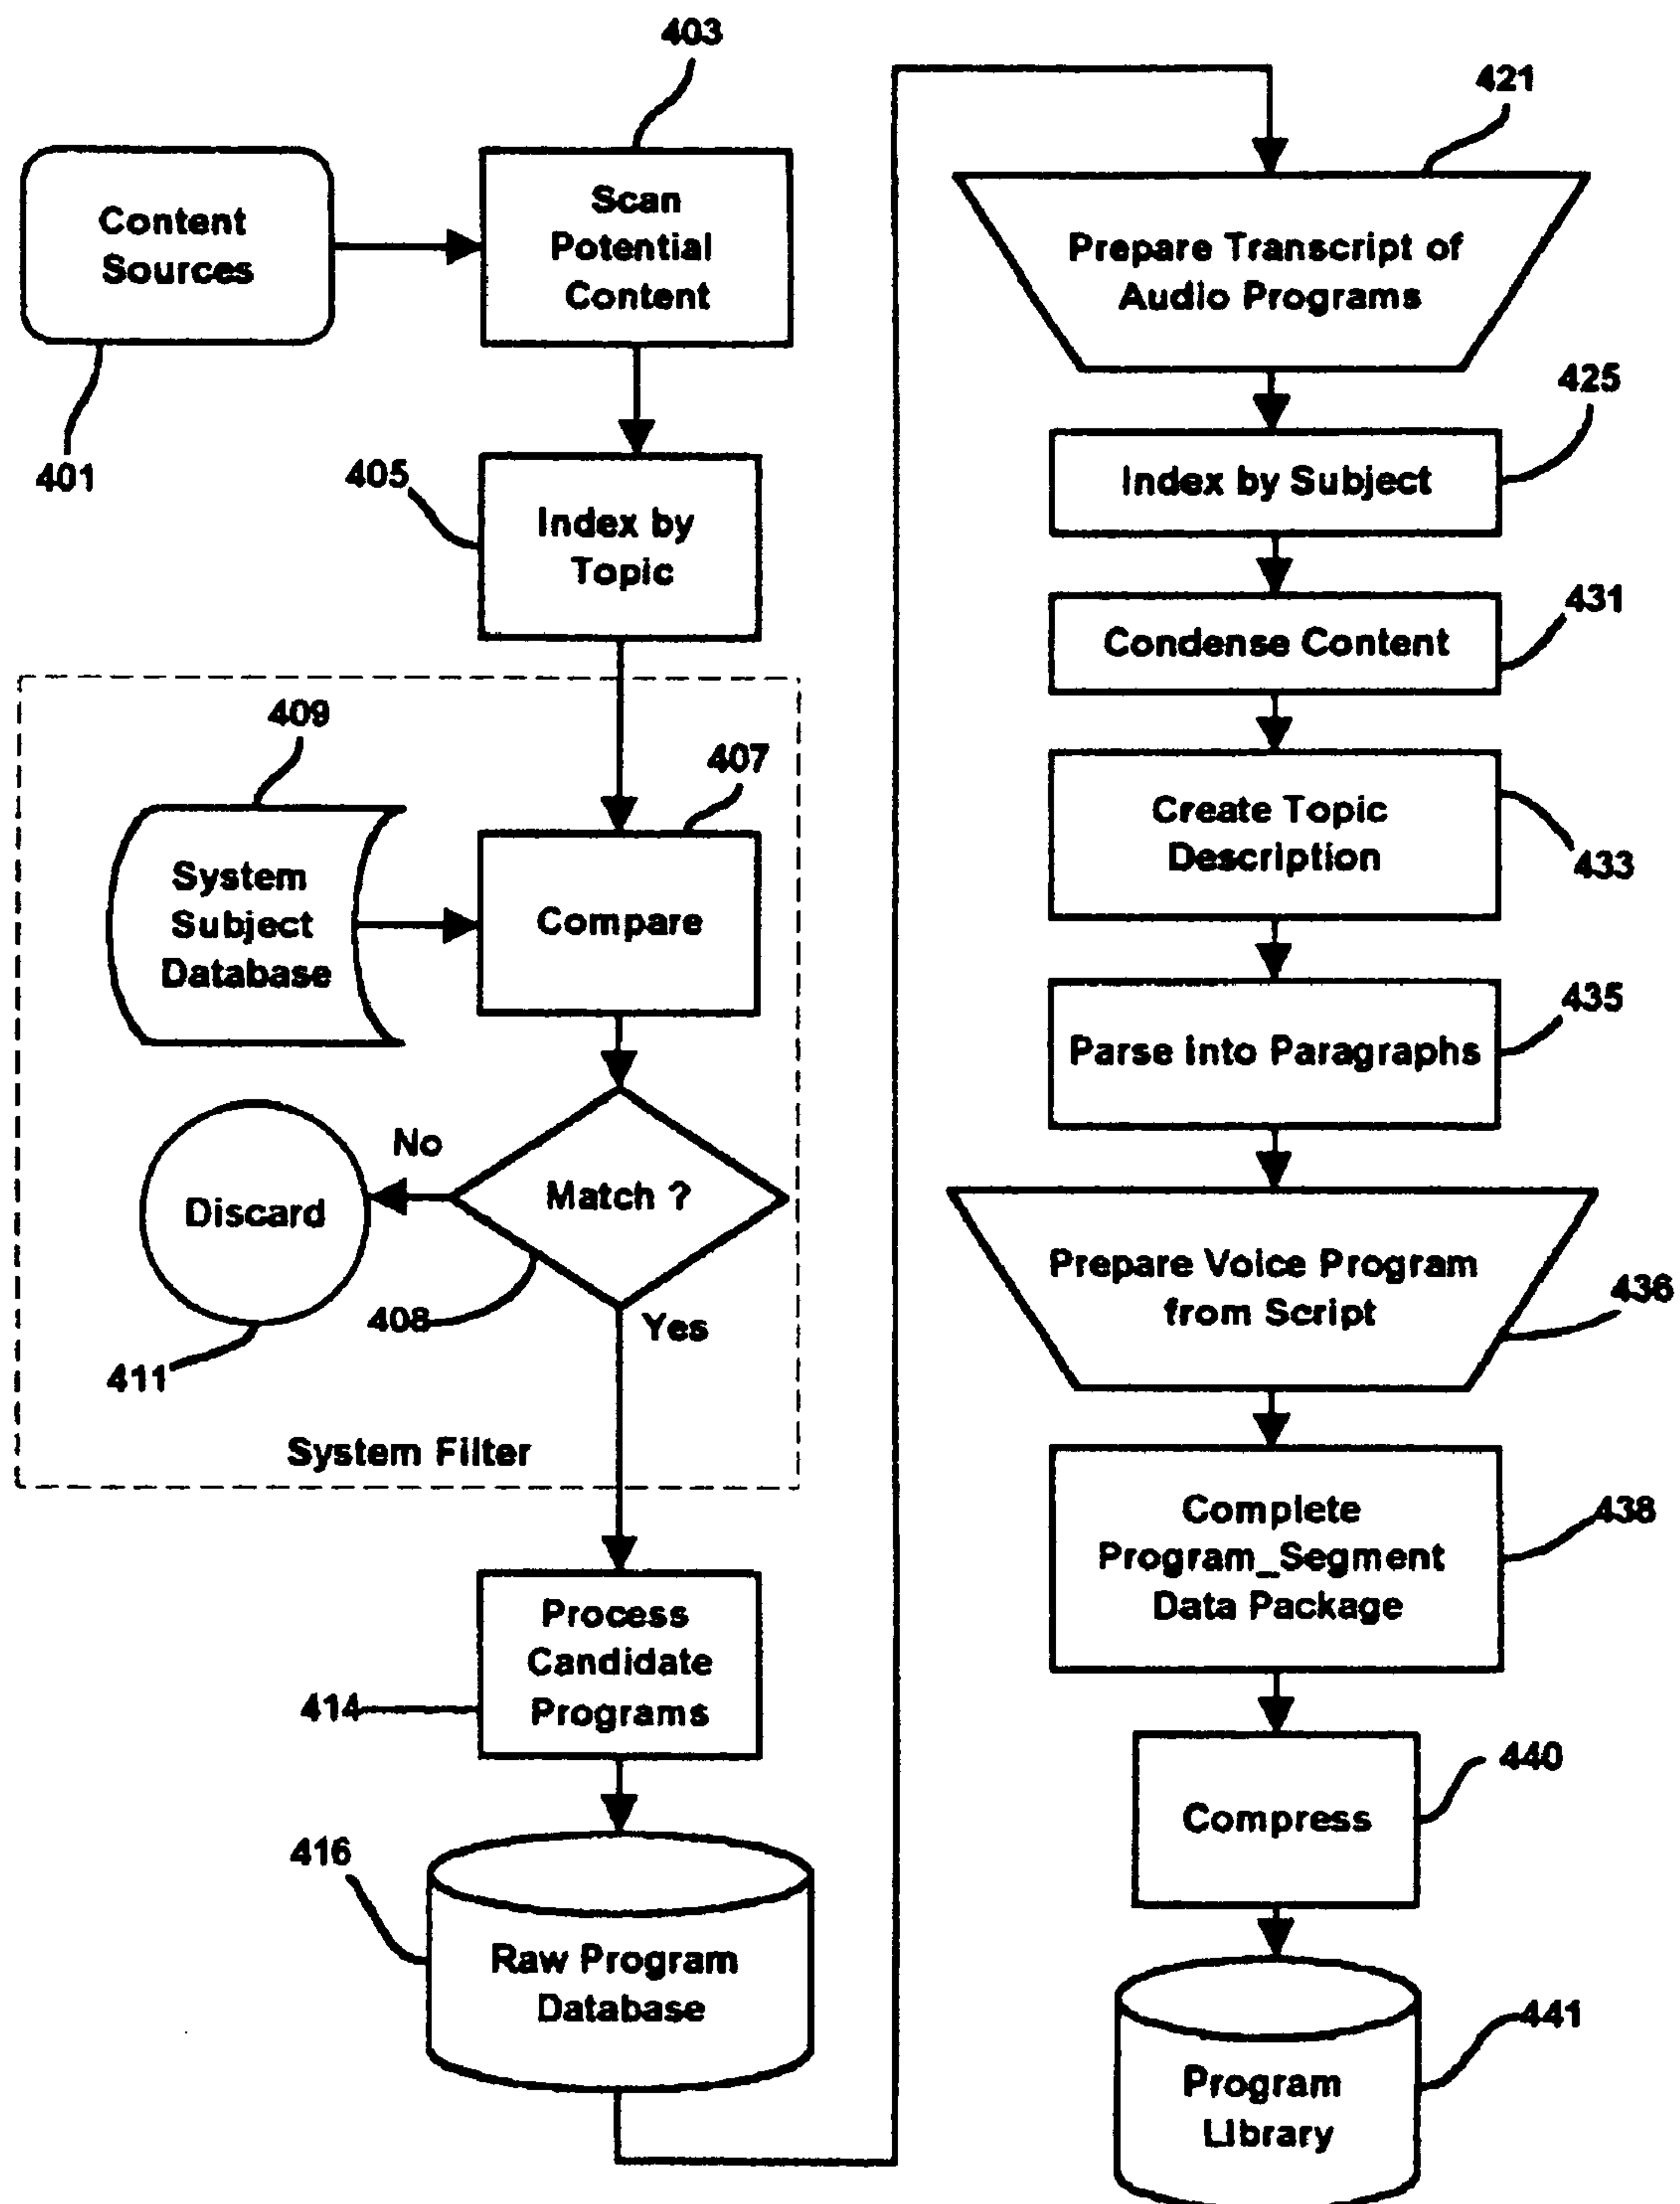 403
Content
Sources
401
Scan
Potential
Content
405
Index by
Topic
409
System
Subject
Database
407
Compare
Match ?
408
No
Discard
411
Yes
System Filter
Process
Candidate
Programs
414
416
Raw Program
Database
421
Prepare Transcript of
Audio Programs
425
Index by Subject
431
Condense Content
Create Topic
Description
433
435
Parse into Paragraphs
Prepare Voice Program
from Script
436
Complete
Program_Segment
Data Package
438
440
Compress
441
Program
Library